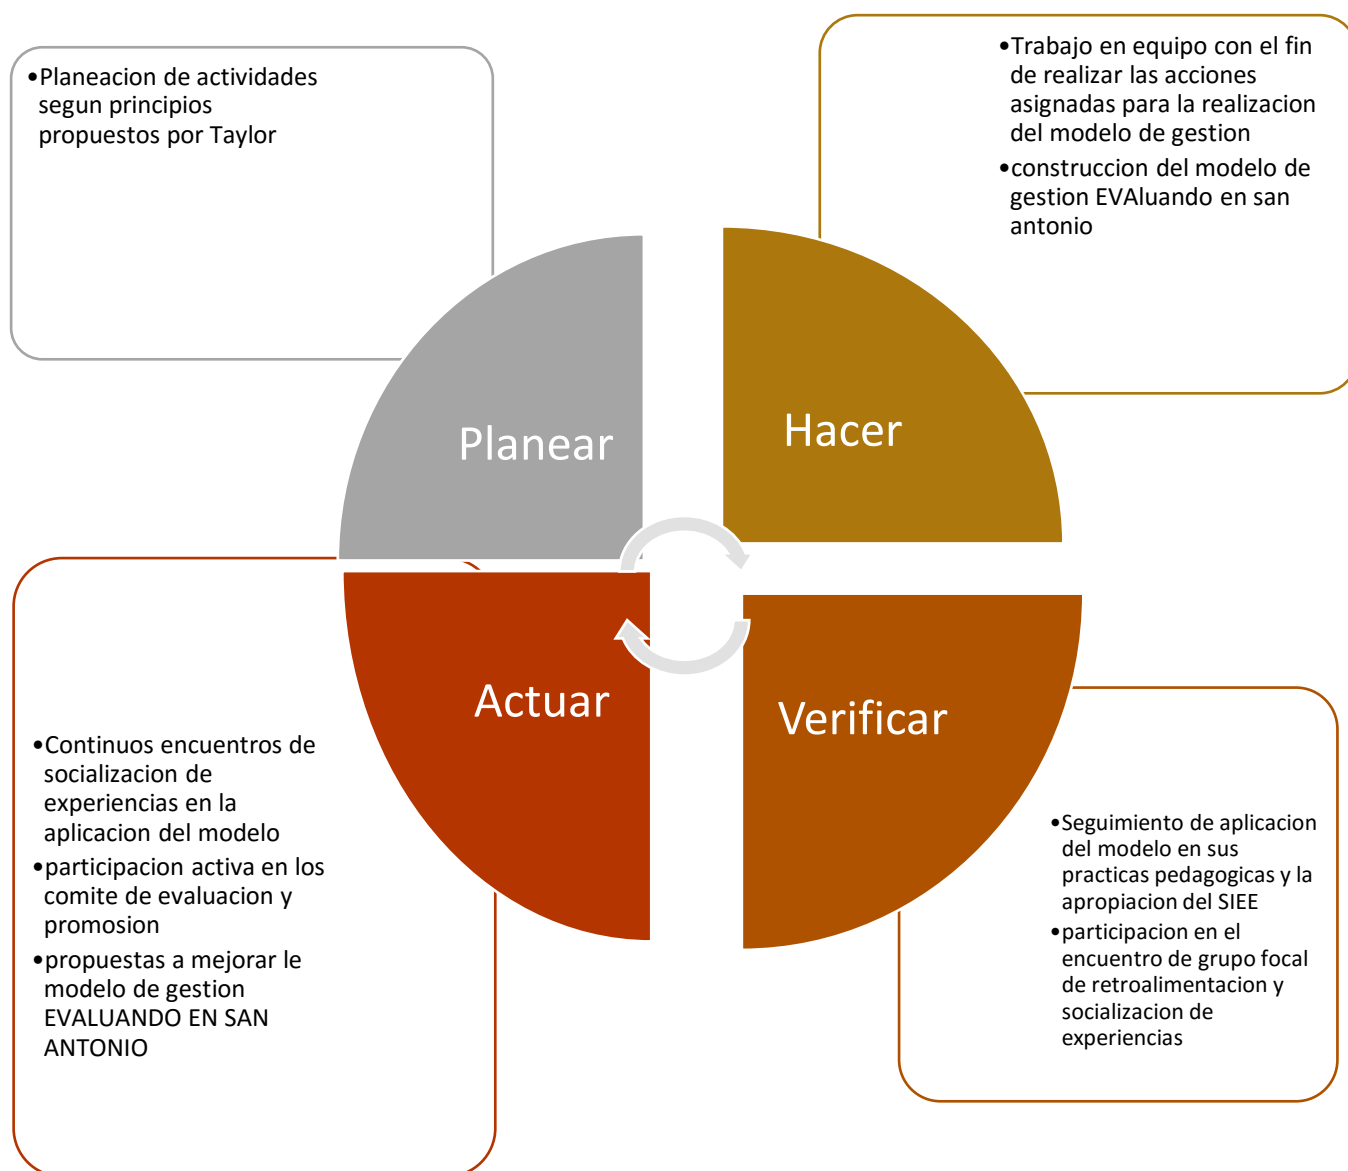 •Planeacion de actividades
segun principios
propuestos por Taylor
•Trabajo en equipo con el fin
de realizar las acciones
asignadas para la realizacion
del modelo de gestion
•construccion del modelo de
gestion EVAluando en san
antonio
Planear
Hacer
Actuar
Verificar
•Continuos encuentros de
socializacion de
experiencias en la
aplicacion del modelo
•participacion activa en los
comite de evaluacion y
promosion
•propuestas a mejorar le
modelo de gestion
EVALUANDO EN SAN
ANTONIO
•Seguimiento de aplicacion
del modelo en sus
practicas pedagogicas y la
apropiacion del SIEE
•participacion en el
encuentro de grupo focal
de retroalimentacion y
socializacion de
experiencias